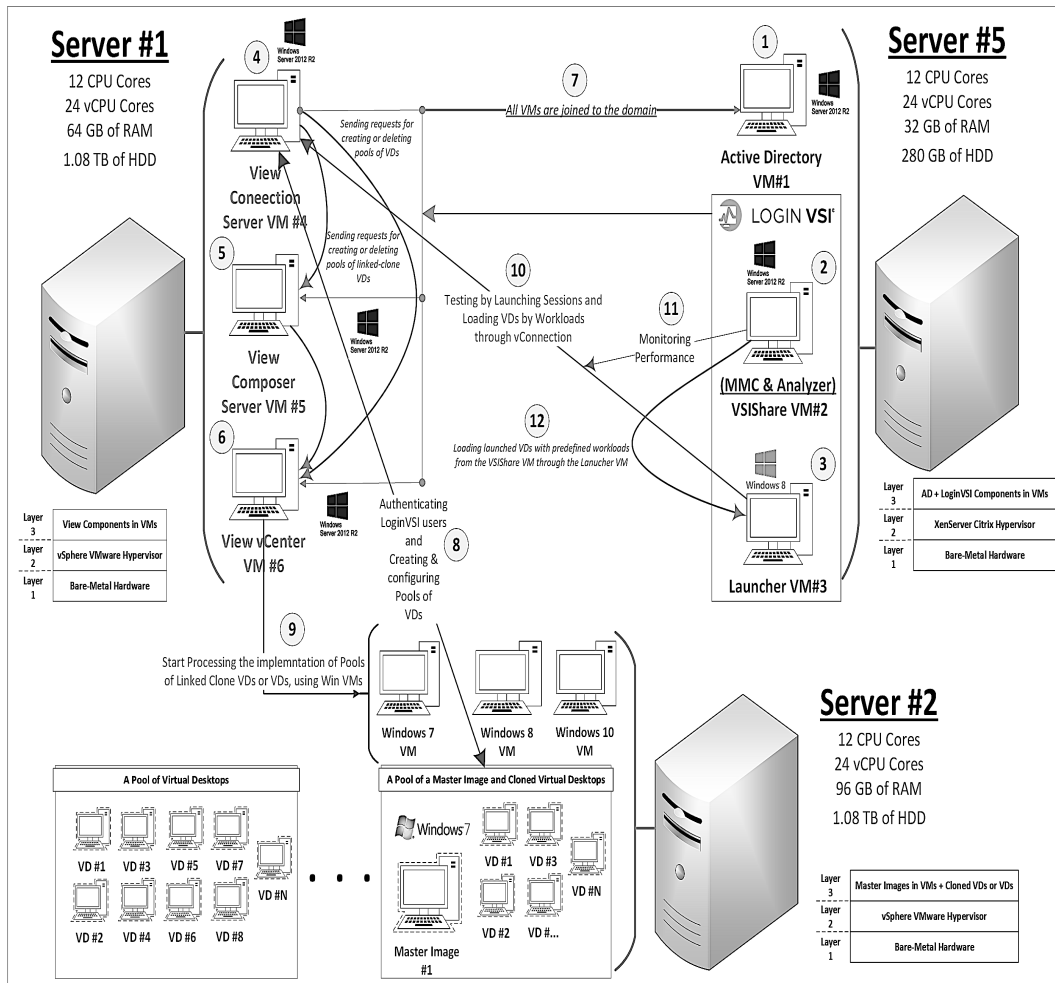 Server #1
12 CPU Cores
24 vCPU Cores
64 GB of RAM
1.08 TB of HDD
4
Windows
Server 2012 R2
View
Coneection
Server VM #4
Sending requests for
creating or deleting
pools of VDs
7
All VMs are joined to the domain
1
Windows
Server 2012 R2
Active Directory
VM#1
Server #5
12 CPU Cores
24 vCPU Cores
32 GB of RAM
280 GB of HDD
LOGIN VSI
5
Sending requests for
creating or deleting
pools of linked-clone
VDs
View
Composer
Server VM #5
Windows
Server 2012 R2
10
Testing by Launching Sessions and
Loading VDs by Workloads
through vConnection
11
Monitoring
Performance
Windows
Server 2012 R2
2
(MMC & Analyzer)
VSIShare VM#2
6
View vCenter
VM #6
Windows
Server 2012 R2
12
Loading launched VDs with predefined workloads
from the VSIShare VM through the Lanucher VM
Windows 8
3
Launcher VM#3
Layer
3
View Components in VMs
Layer
2
vSphere VMware Hypervisor
Layer
1
Bare-Metal Hardware
Layer
3
AD + LoginVSI Components in VMs
Layer
2
XenServer Citrix Hypervisor
Layer
1
Bare-Metal Hardware
Authenticating
LoginVSI users
and
Creating &
configuring
Pools of
VDs
8
9
Start Processing the implemntation of Pools
of Linked Clone VDs or VDs, using Win VMs
Windows 7
VM
Windows 8
VM
Windows 10
VM
Server #2
12 CPU Cores
24 vCPU Cores
96 GB of RAM
1.08 TB of HDD
A Pool of Virtual Desktops
VD #1
VD #3
VD #5
VD #7
VD #N
VD #2
VD #4
VD #6
VD #8
. . .
A Pool of a Master Image and Cloned Virtual Desktops
Windows 7
VD #1
VD #3
VD #N
VD #2
VD #...
Master Image
#1
Layer
3
Master Images in VMs + Cloned VDs or VDs
Layer
2
vSphere VMware Hypervisor
Layer
1
Bare-Metal Hardware